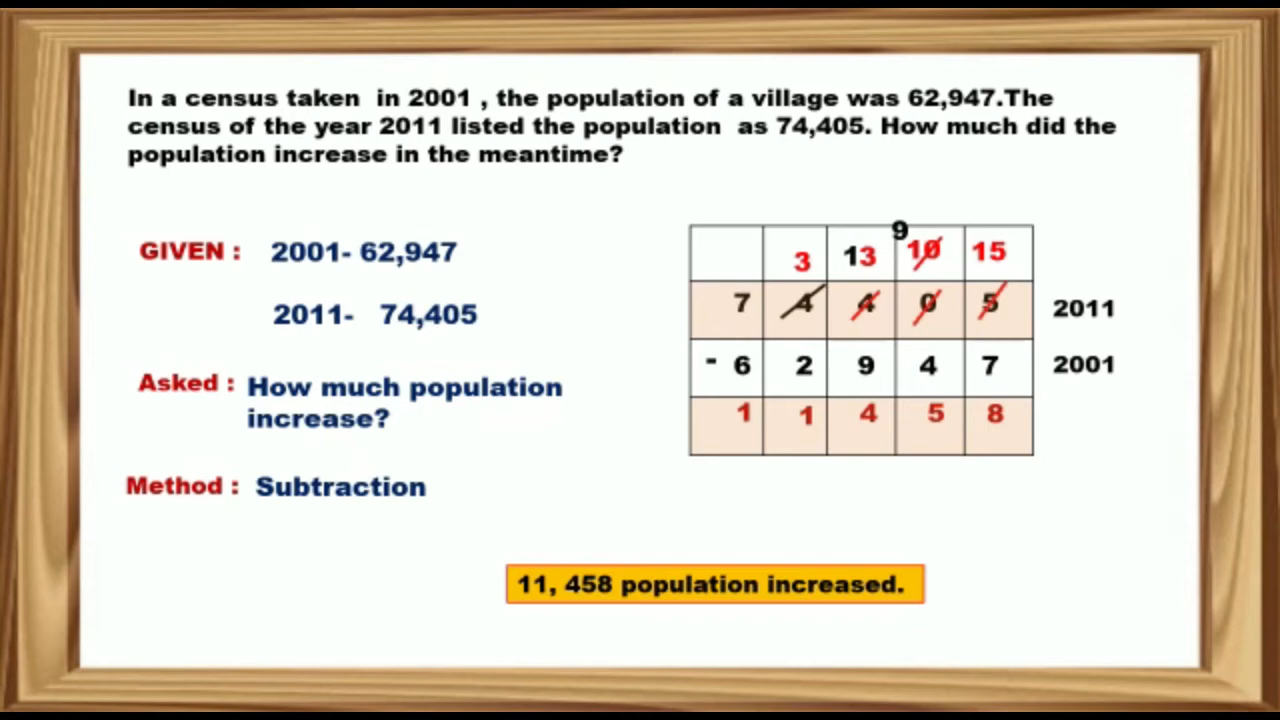 In a census taken in 2001 , the population of a village was 62,947.The
census of the year 2011 listed the population as 74,405. How much did the
population increase in the meantime?
GIVEN : 2001- 62,947
2011- 74,405
Asked : How much population
increase?
Method : Subtraction
9
3 13 10 15
7 4 4 0 5 2011
- 6 2 9 4 7 2001
1 1 4 5 8
11, 458 population increased.